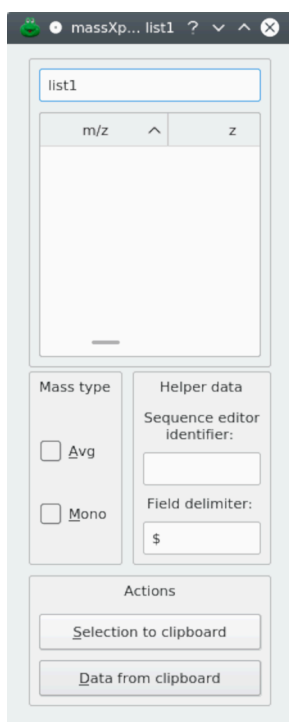 massXp... list1
list1
m/z z
Mass type
Avg
Mono
Helper data
Sequence editor
identifier:
Field delimiter:
$
Actions
Selection to clipboard
Data from clipboard